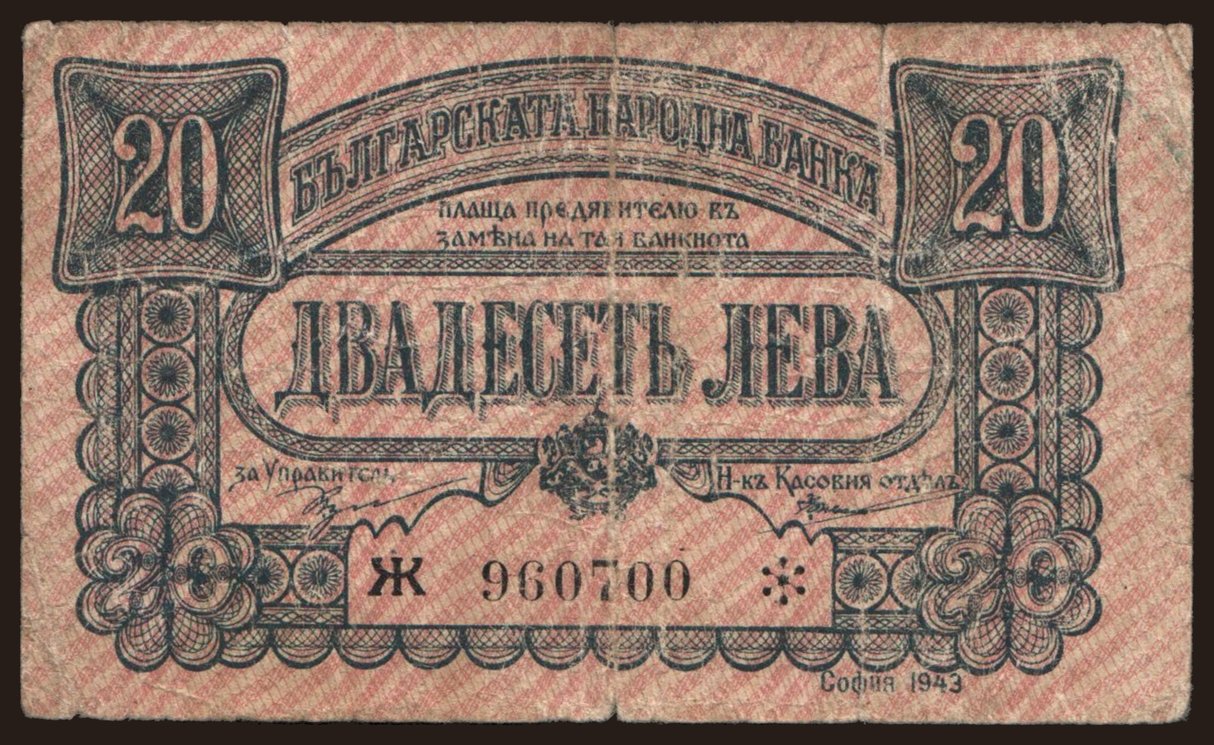 20 20
БЪЛГАРСКАТА НАРОДНА БАНКА
ПЛАЩА ПРЕДЯВИТЕЛЮ ВЪ
ЗАМѢНА НА ТАЯ БАНКНОТА
ДВАДЕСЕТЬ ЛЕВА
за Управитель Н-къ Касовия отдѣлъ
Ж 960700
20 20
София 1943